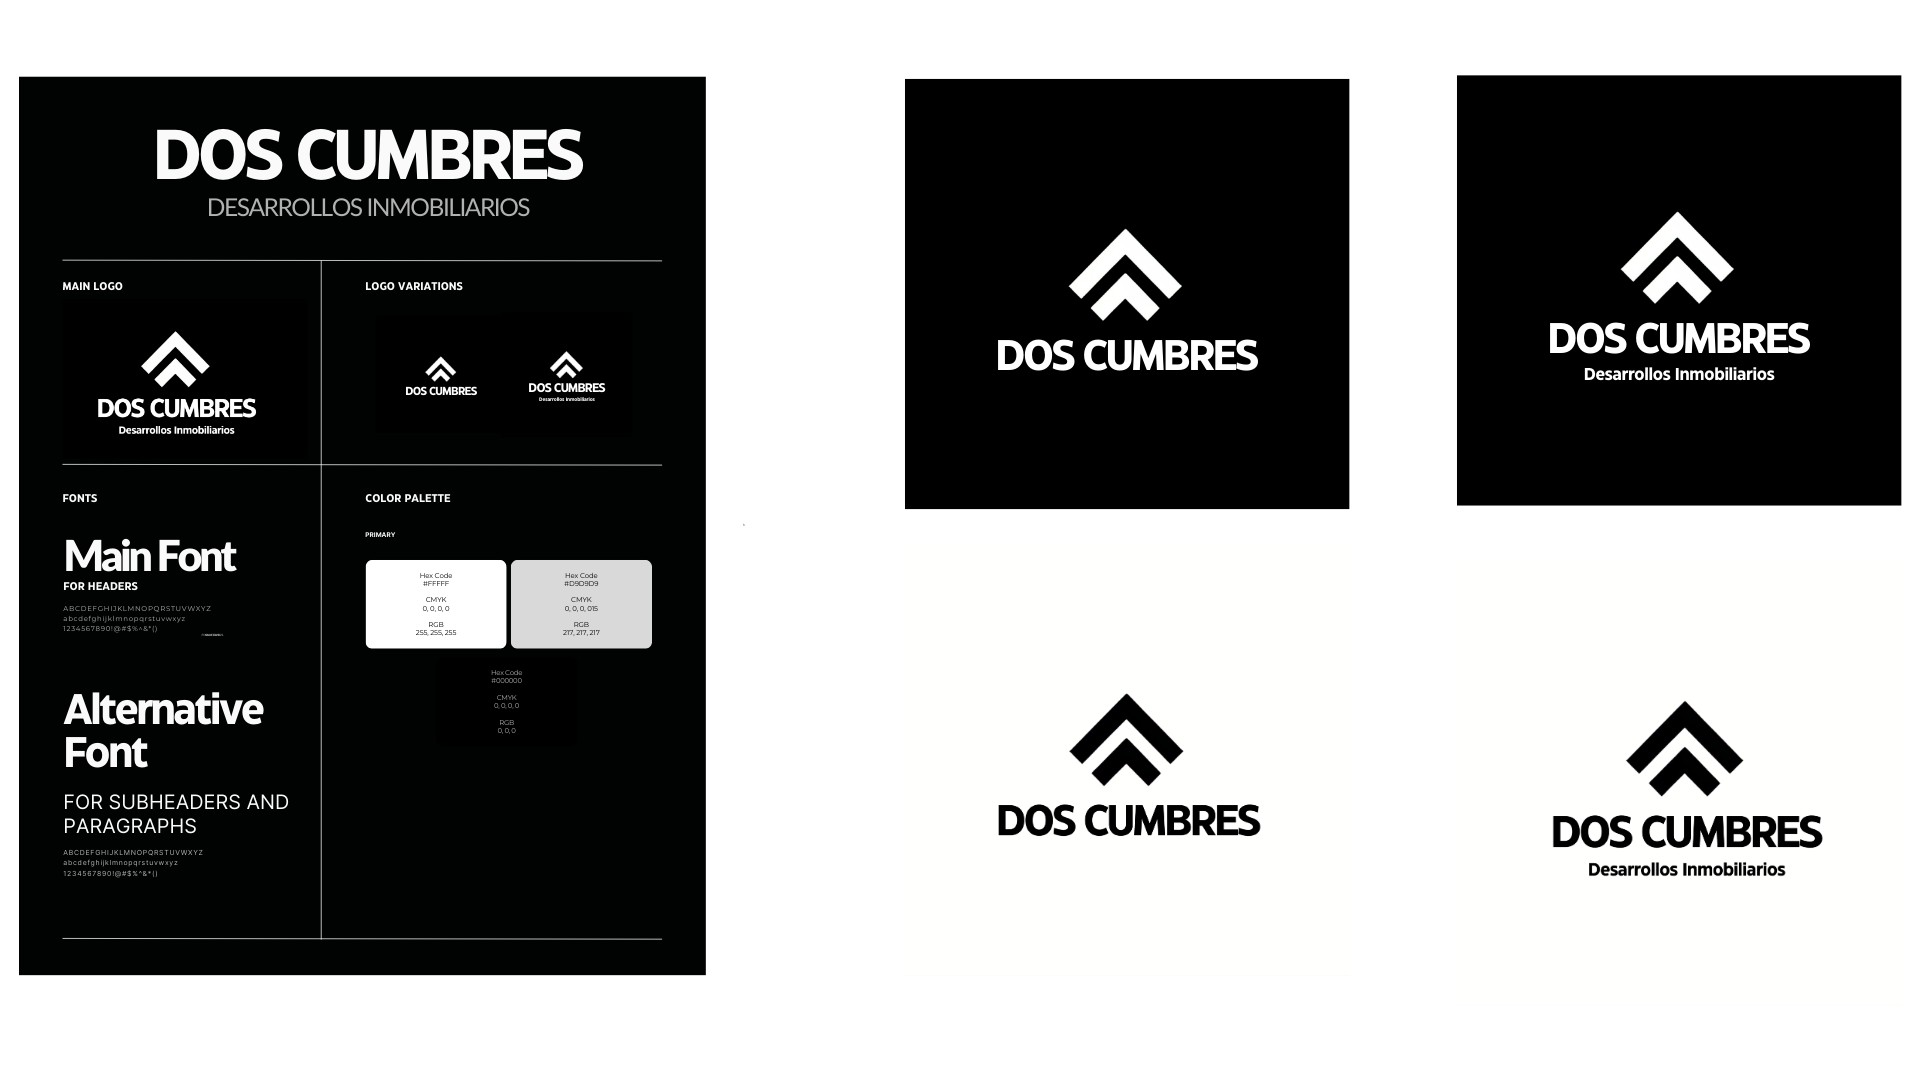 DOS CUMBRES
DESARROLLOS INMOBILIARIOS
MAIN LOGO
DOS CUMBRES
Desarrollos Inmobiliarios
LOGO VARIATIONS
DOS CUMBRES
DOS CUMBRES
Desarrollos Inmobiliarios
FONTS
Main Font
FOR HEADERS
ABCDEFGHIJKLMNOPQRSTUVWXYZ
abcdefghijklmnopqrstuvwxyz
1234567890!@#$%^&*()
Alternative
Font
FOR SUBHEADERS AND
PARAGRAPHS
ABCDEFGHIJKLMNOPQRSTUVWXYZ
abcdefghijklmnopqrstuvwxyz
1234567890!@#$%^&*()
COLOR PALETTE
PRIMARY
Hex Code
#FFFFF
CMYK
0, 0, 0, 0
RGB
255, 255, 255
Hex Code
#D9D9D9
CMYK
0, 0, 0, 015
RGB
217, 217, 217
Hex Code
#000000
CMYK
0, 0, 0, 0
RGB
0, 0, 0
DOS CUMBRES
DOS CUMBRES
Desarrollos Inmobiliarios
DOS CUMBRES
DOS CUMBRES
Desarrollos Inmobiliarios